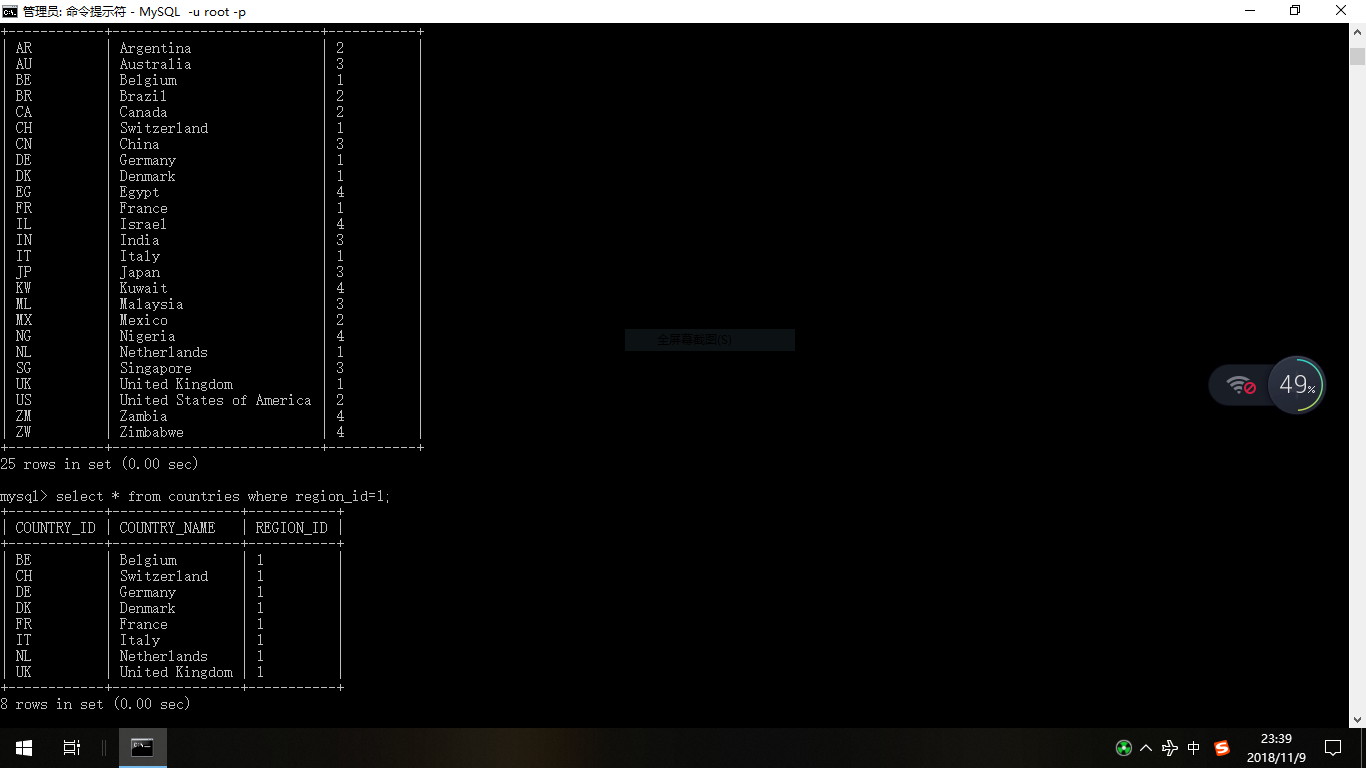 管理员: 命令提示符 - MySQL -u root -p
+------------+--------------------------+-----------+
| AR | Argentina | 2 |
| AU | Australia | 3 |
| BE | Belgium | 1 |
| BR | Brazil | 2 |
| CA | Canada | 2 |
| CH | Switzerland | 1 |
| CN | China | 3 |
| DE | Germany | 1 |
| DK | Denmark | 1 |
| EG | Egypt | 4 |
| FR | France | 1 |
| IL | Israel | 4 |
| IN | India | 3 |
| IT | Italy | 1 |
| JP | Japan | 3 |
| KW | Kuwait | 4 |
| ML | Malaysia | 3 |
| MX | Mexico | 2 |
| NG | Nigeria | 4 |
| NL | Netherlands | 1 |
| SG | Singapore | 3 |
| UK | United Kingdom | 1 |
| US | United States of America | 2 |
| ZM | Zambia | 4 |
| ZW | Zimbabwe | 4 |
+------------+--------------------------+-----------+
25 rows in set (0.00 sec)
mysql> select * from countries where region_id=1;
+------------+----------------+-----------+
| COUNTRY_ID | COUNTRY_NAME | REGION_ID |
+------------+----------------+-----------+
| BE | Belgium | 1 |
| CH | Switzerland | 1 |
| DE | Germany | 1 |
| DK | Denmark | 1 |
| FR | France | 1 |
| IT | Italy | 1 |
| NL | Netherlands | 1 |
| UK | United Kingdom | 1 |
+------------+----------------+-----------+
8 rows in set (0.00 sec)
全屏幕截图(S)
49%
中
23:39
2018/11/9